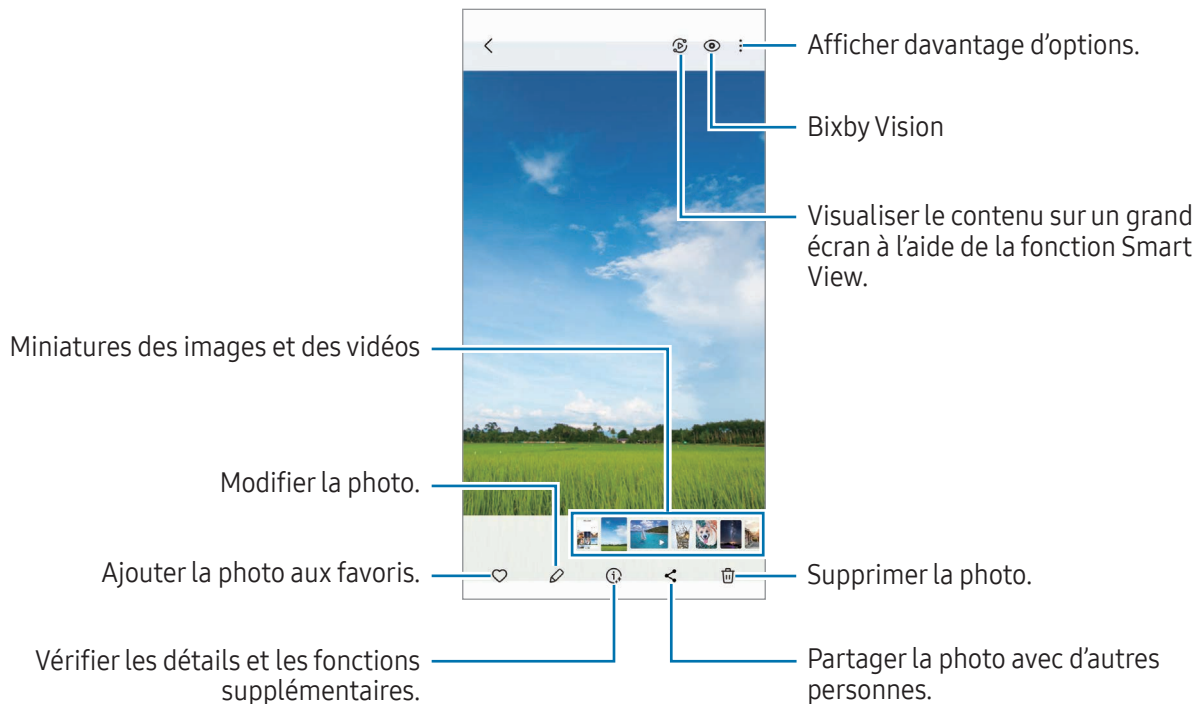 Afficher davantage d'options.
Bixby Vision
Visualiser le contenu sur un grand
écran à l'aide de la fonction Smart
View.
Miniatures des images et des vidéos
Modifier la photo.
Ajouter la photo aux favoris.
Supprimer la photo.
Vérifier les détails et les fonctions
supplémentaires.
Partager la photo avec d'autres
personnes.